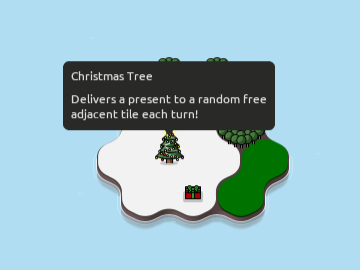 Christmas Tree
Delivers a present to a random free
adjacent tile each turn!